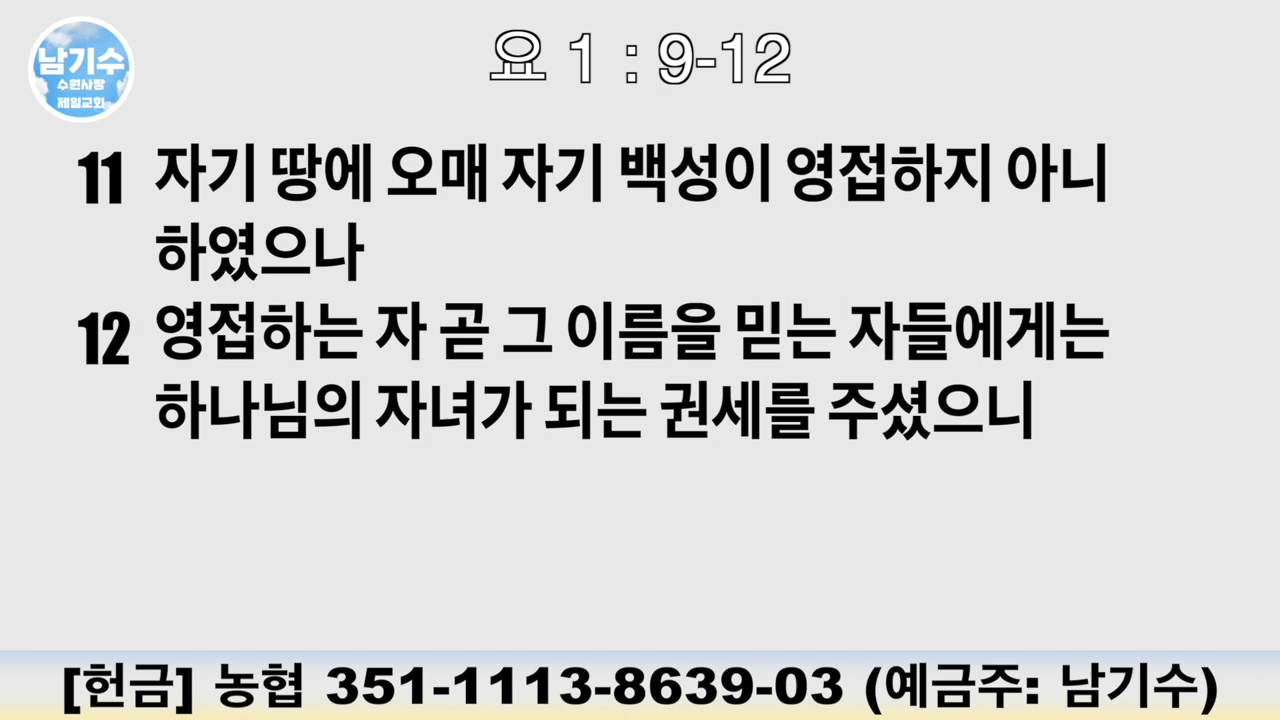 남기수
수원사랑
제일교회
요 1 : 9-12
11 자기 땅에 오매 자기 백성이 영접하지 아니
하였으나
12 영접하는 자 곧 그 이름을 믿는 자들에게는
하나님의 자녀가 되는 권세를 주셨으니
[헌금] 농협 351-1113-8639-03 (예금주: 남기수)